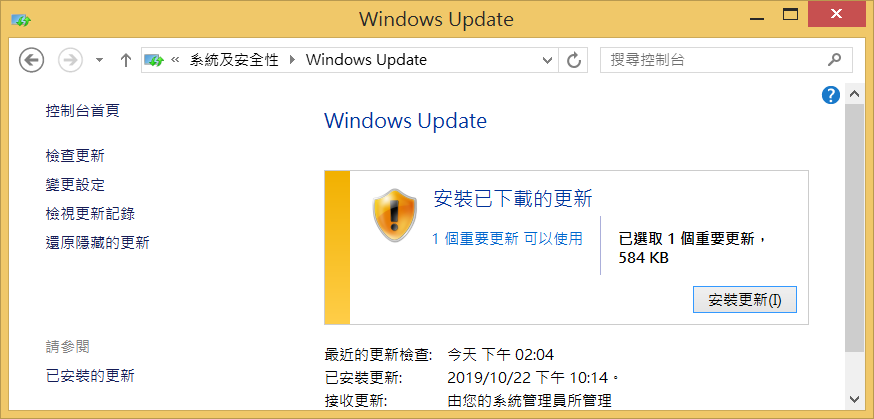 Windows Update
« 系統及安全性 ▶ Windows Update
搜尋控制台
控制台首頁
檢查更新
變更設定
檢視更新記錄
還原隱藏的更新
請參閱
已安裝的更新
Windows Update
安裝已下載的更新
1 個重要更新 可以使用
已選取 1 個重要更新，
584 KB
安裝更新(I)
最近的更新檢查: 今天 下午 02:04
已安裝更新: 2019/10/22 下午 10:14。
接收更新: 由您的系統管理員所管理